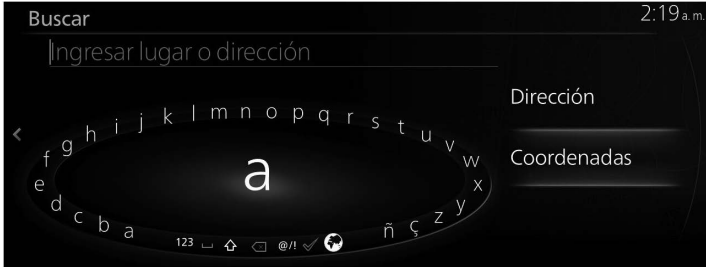 Buscar
2:19 a. m.
Ingresar lugar o dirección
Dirección
Coordenadas
a b c d e f g h i j k l m n o p q r s t u v w x y z ç ñ
a
123 @/!